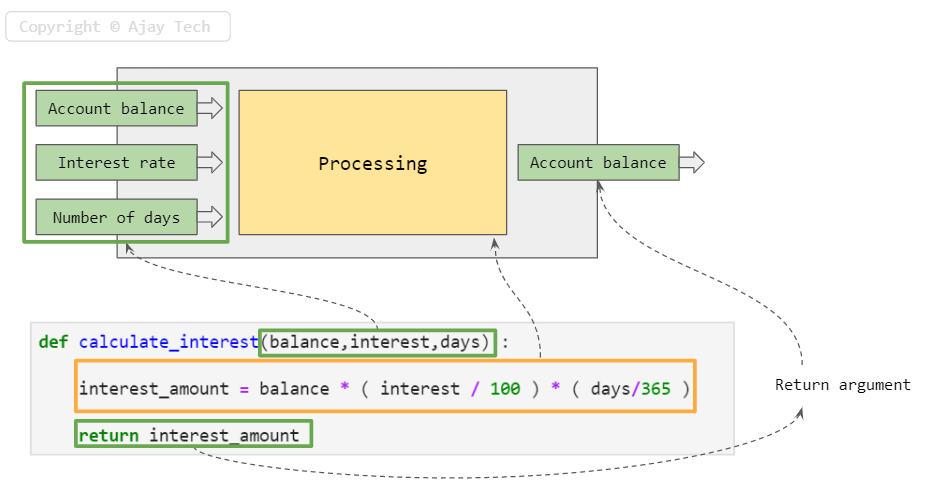 Copyright © Ajay Tech
Account balance
Interest rate
Number of days
Processing
Account balance
def calculate_interest(balance,interest,days) :
interest_amount = balance * ( interest / 100 ) * ( days/365 )
return interest_amount
Return argument